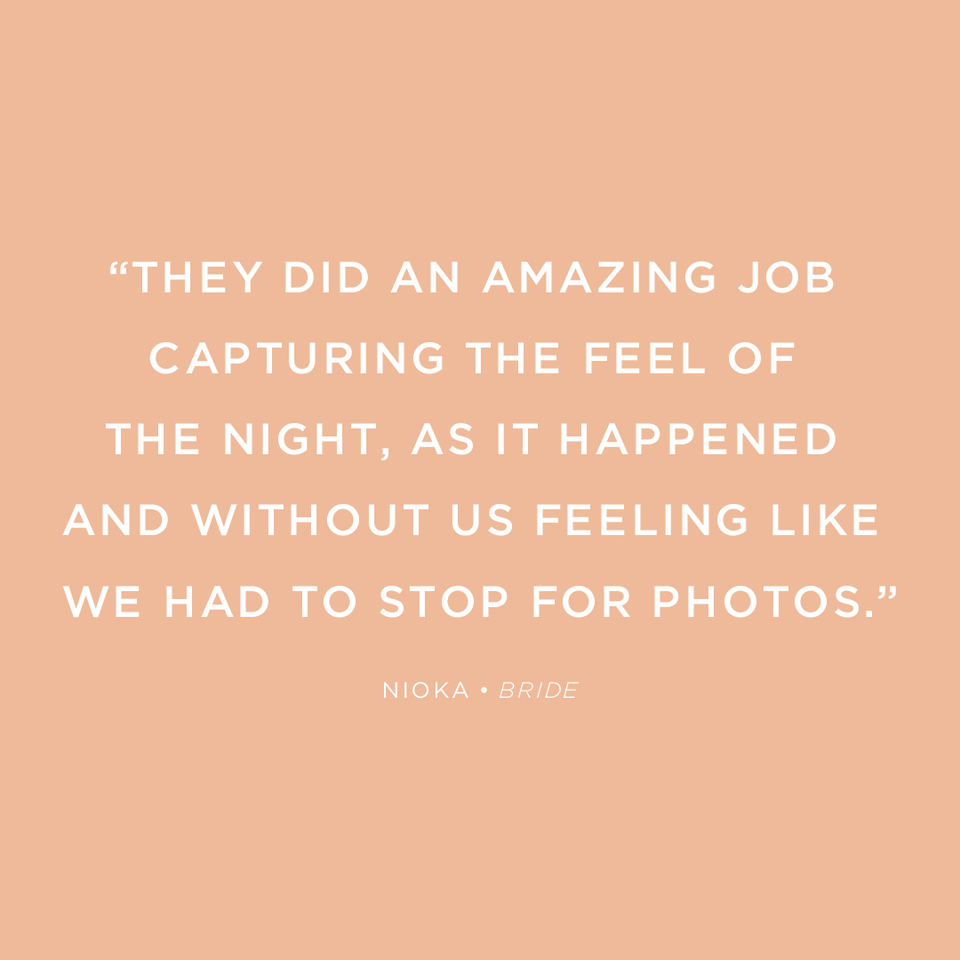 “THEY DID AN AMAZING JOB
CAPTURING THE FEEL OF
THE NIGHT, AS IT HAPPENED
AND WITHOUT US FEELING LIKE
WE HAD TO STOP FOR PHOTOS.”
NIOKA • BRIDE